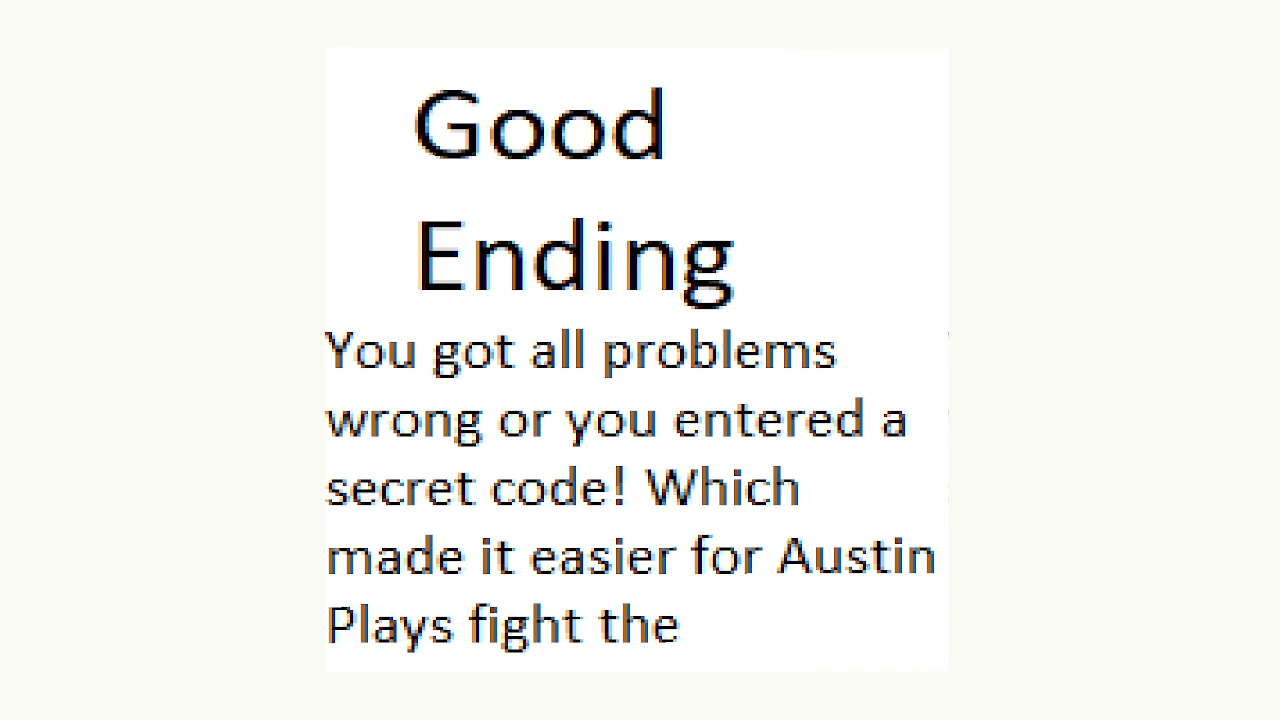 Good
Ending
You got all problems
wrong or you entered a
secret code! Which
made it easier for Austin
Plays fight the